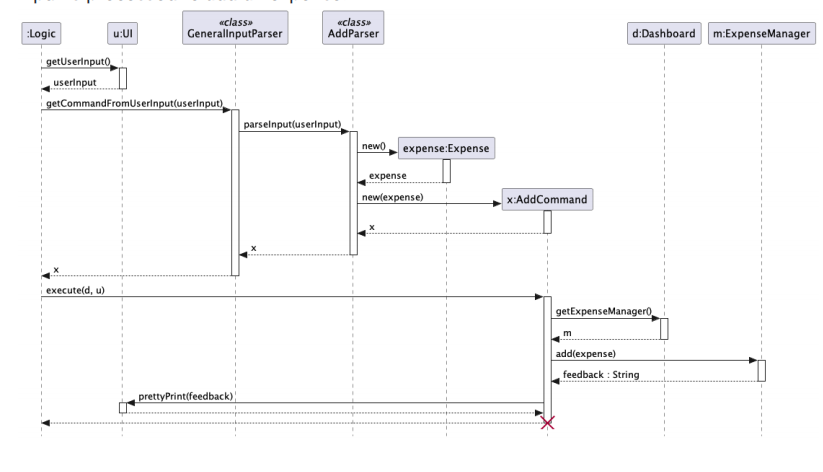 :Logic
u:UI
«class»
GeneralInputParser
«class»
AddParser
d:Dashboard
m:ExpenseManager
getUserInput()
userInput
getCommandFromUserInput(userInput)
parseInput(userInput)
new()
expense:Expense
expense
new(expense)
x:AddCommand
x
x
x
execute(d, u)
getExpenseManager()
m
add(expense)
feedback : String
prettyPrint(feedback)